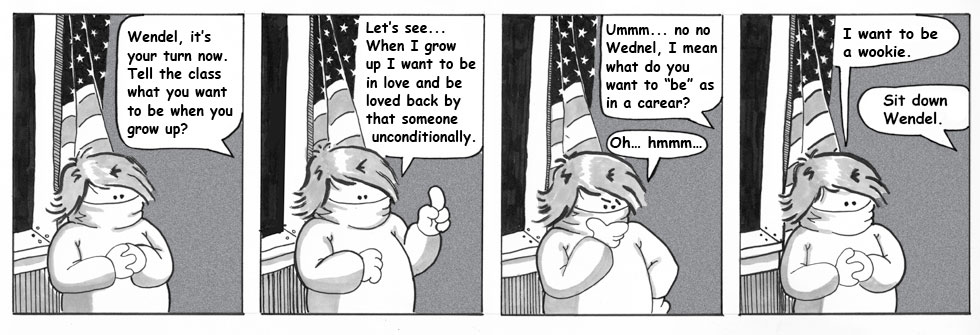 Wendel, it's
your turn now.
Tell the class
what you want
to be when you
grow up?
Let's see...
When I grow
up I want to be
in love and be
loved back by
that someone
unconditionally.
Ummm... no no
Wednel, I mean
what do you
want to "be" as
in a carear?
Oh... hmmm...
I want to be
a wookie.
Sit down
Wendel.